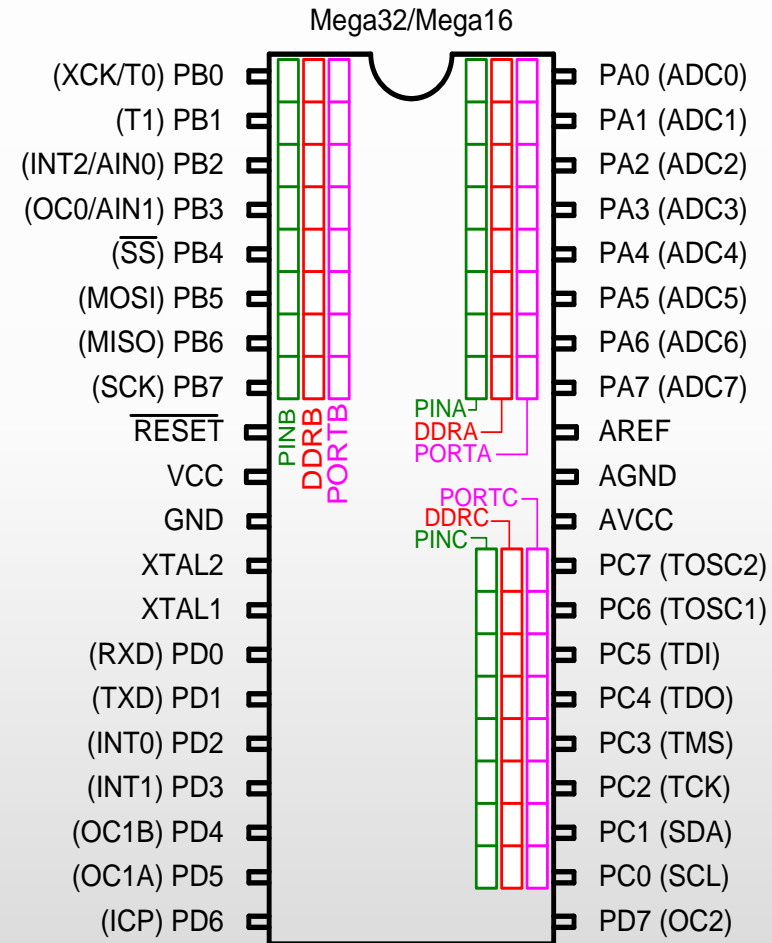 Mega32/Mega16
(XCK/T0) PB0
(T1) PB1
(INT2/AIN0) PB2
(OC0/AIN1) PB3
(S̅S̅) PB4
(MOSI) PB5
(MISO) PB6
(SCK) PB7
R̅E̅S̅E̅T̅
VCC
GND
XTAL2
XTAL1
(RXD) PD0
(TXD) PD1
(INT0) PD2
(INT1) PD3
(OC1B) PD4
(OC1A) PD5
(ICP) PD6
PINB
DDRB
PORTB
PINA
DDRA
PORTA
PORTC
DDRC
PINC
PA0 (ADC0)
PA1 (ADC1)
PA2 (ADC2)
PA3 (ADC3)
PA4 (ADC4)
PA5 (ADC5)
PA6 (ADC6)
PA7 (ADC7)
AREF
AGND
AVCC
PC7 (TOSC2)
PC6 (TOSC1)
PC5 (TDI)
PC4 (TDO)
PC3 (TMS)
PC2 (TCK)
PC1 (SDA)
PC0 (SCL)
PD7 (OC2)